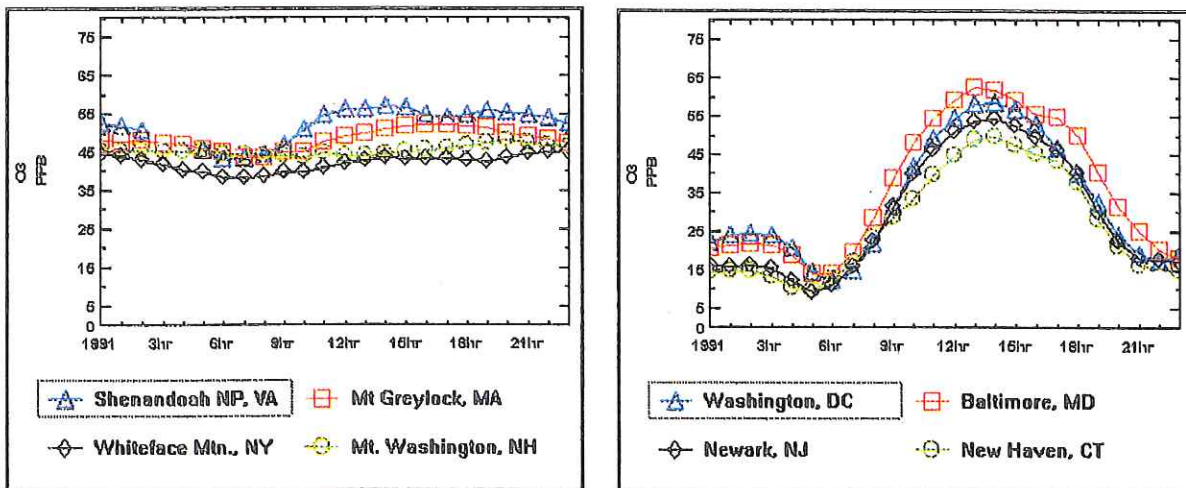 75
65
55
45
35
25
15
5
0
O3
PPB
1991 3hr 6hr 9hr 12hr 15hr 18hr 21hr
Shenandoah NP, VA Mt Greylock, MA
Whiteface Mtn., NY Mt. Washington, NH
75
65
55
45
35
25
15
5
0
O3
PPB
1991 3hr 6hr 9hr 12hr 15hr 18hr 21hr
Washington, DC Baltimore, MD
Newark, NJ New Haven, CT